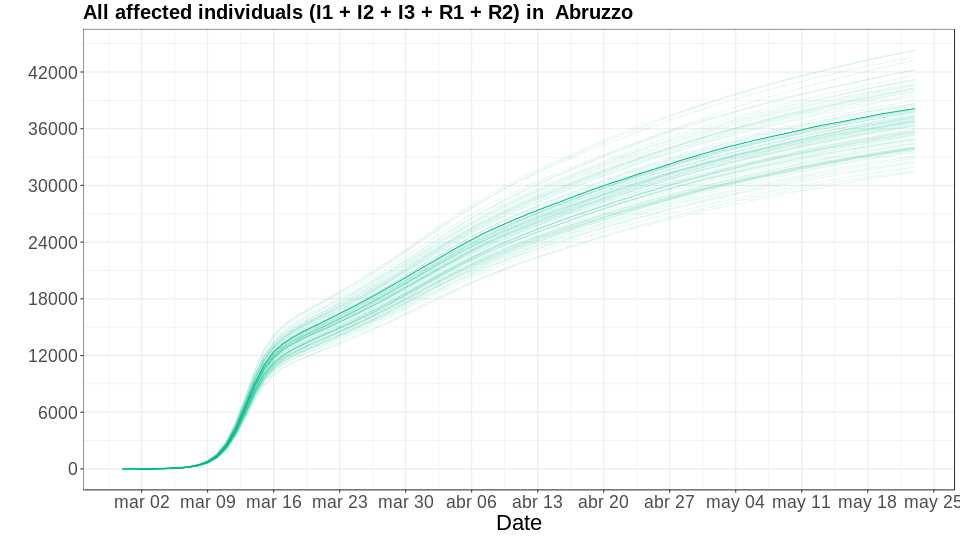 All affected individuals (I1 + I2 + I3 + R1 + R2) in  Abruzzo
42000
36000
30000
24000
18000
12000
6000
0
mar 02 mar 09 mar 16 mar 23 mar 30 abr 06 abr 13 abr 20 abr 27 may 04 may 11 may 18 may 25
Date